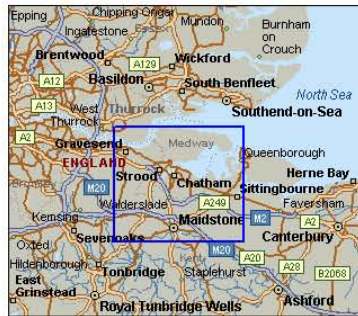 Epping
Chipping Ongar
Mundon
Burnham
on
Crouch
Ingatestone
Essex
Brentwood
A129
Wickford
A12
Basildon
South Benfleet
A13
West
Thurrock
Thurrock
Southend-on-Sea
North Sea
A2
Gravesend
Medway
Queenborough
ENGLAND
Strood
Chatham
Herne Bay
M20
A249
Sittingbourne
Walderslade
Faversham
Kemsing
Maidstone
M2
A2
Sevenoaks
Canterbury
Oxted
M20
Hildenborough
Kent
A20
Tonbridge
Staplehurst
A28
B2068
East
Grinstead
Ashford
Royal Tunbridge Wells